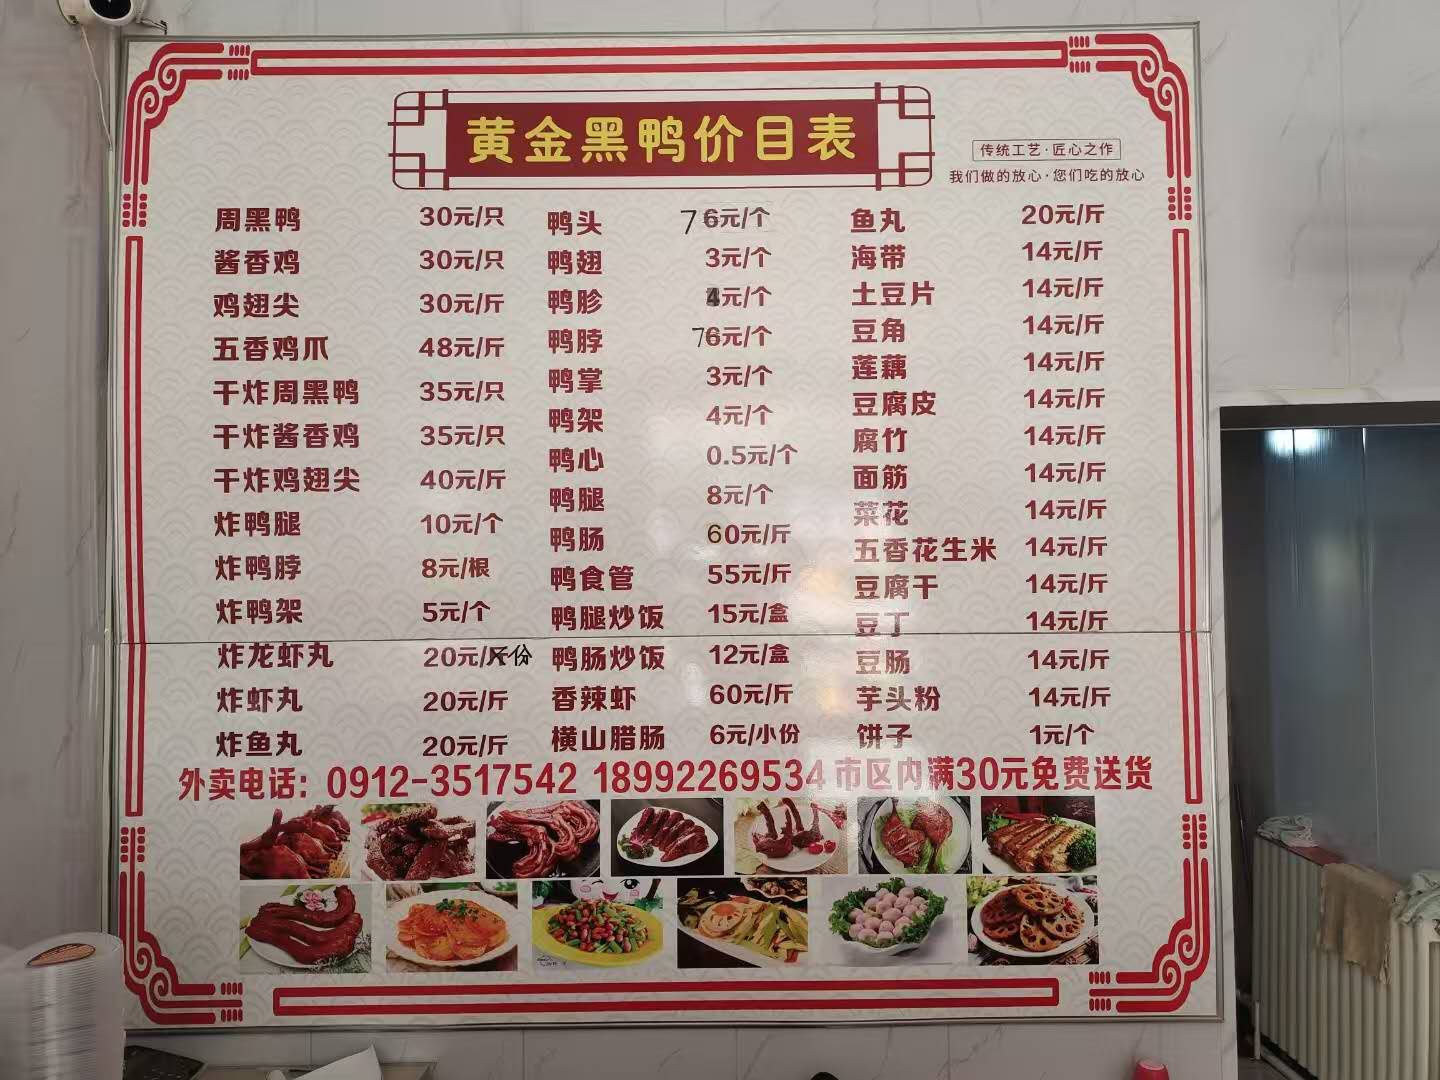 黄金黑鸭价目表
传统工艺·匠心之作
我们做的放心·您们吃的放心
周黑鸭 30元/只
酱香鸡 30元/只
鸡翅尖 30元/斤
五香鸡爪 48元/斤
干炸周黑鸭 35元/只
干炸酱香鸡 35元/只
干炸鸡翅尖 40元/斤
炸鸭腿 10元/个
炸鸭脖 8元/根
炸鸭架 5元/个
炸龙虾丸 20元/斤份
炸虾丸 20元/斤
炸鱼丸 20元/斤
鸭头 7 6元/个
鸭翅 3元/个
鸭胗 4元/个
鸭脖 7 6元/个
鸭掌 3元/个
鸭架 4元/个
鸭心 0.5元/个
鸭腿 8元/个
鸭肠 60元/斤
鸭食管 55元/斤
鸭腿炒饭 15元/盒
鸭肠炒饭 12元/盒
香辣虾 60元/斤
横山腊肠 6元/小份
鱼丸 20元/斤
海带 14元/斤
土豆片 14元/斤
豆角 14元/斤
莲藕 14元/斤
豆腐皮 14元/斤
腐竹 14元/斤
面筋 14元/斤
菜花 14元/斤
五香花生米 14元/斤
豆腐干 14元/斤
豆丁 14元/斤
豆肠 14元/斤
芋头粉 14元/斤
饼子 1元/个
外卖电话：0912-3517542 18992269534 市区内满30元免费送货